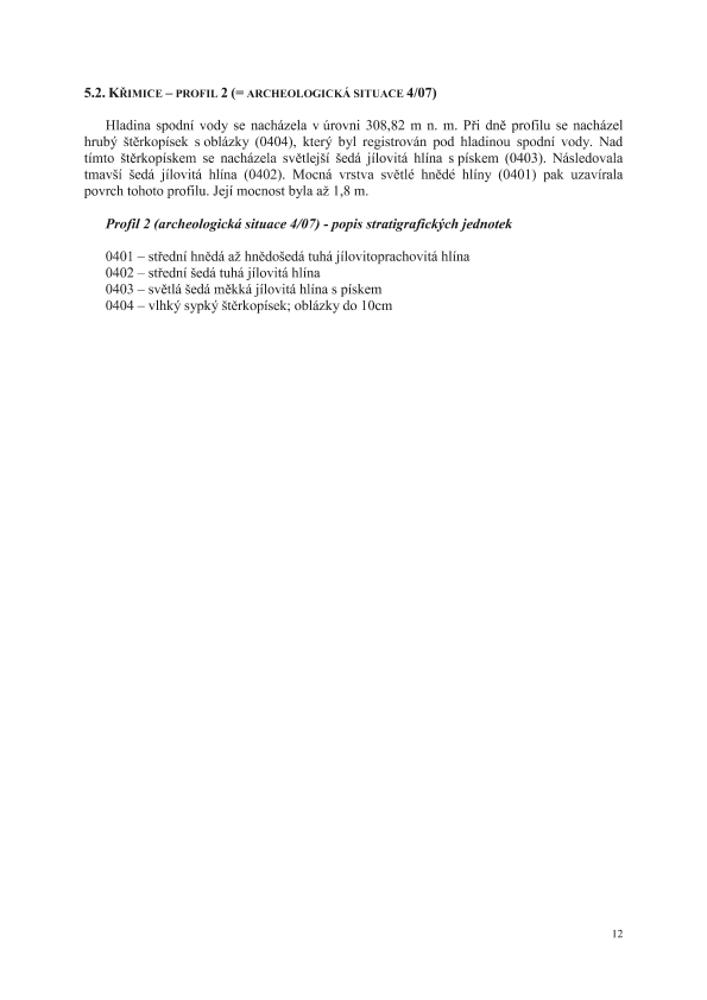 5.2. KŘIMICE – PROFIL 2 (= ARCHEOLOGICKÁ SITUACE 4/07)
Hladina spodní vody se nacházela v úrovni 308,82 m n. m. Při dně profilu se nacházel
hrubý štěrkopísek s oblázky (0404), který byl registrován pod hladinou spodní vody. Nad
tímto štěrkopískem se nacházela světlejší šedá jílovitá hlína s pískem (0403). Následovala
tmavší šedá jílovitá hlína (0402). Mocná vrstva světlé hnědé hlíny (0401) pak uzavírala
povrch tohoto profilu. Její mocnost byla až 1,8 m.
Profil 2 (archeologická situace 4/07) - popis stratigrafických jednotek
0401 – střední hnědá až hnědošedá tuhá jílovitoprachovitá hlína
0402 – střední šedá tuhá jílovitá hlína
0403 – světlá šedá měkká jílovitá hlína s pískem
0404 – vlhký sypký štěrkopísek; oblázky do 10cm
12